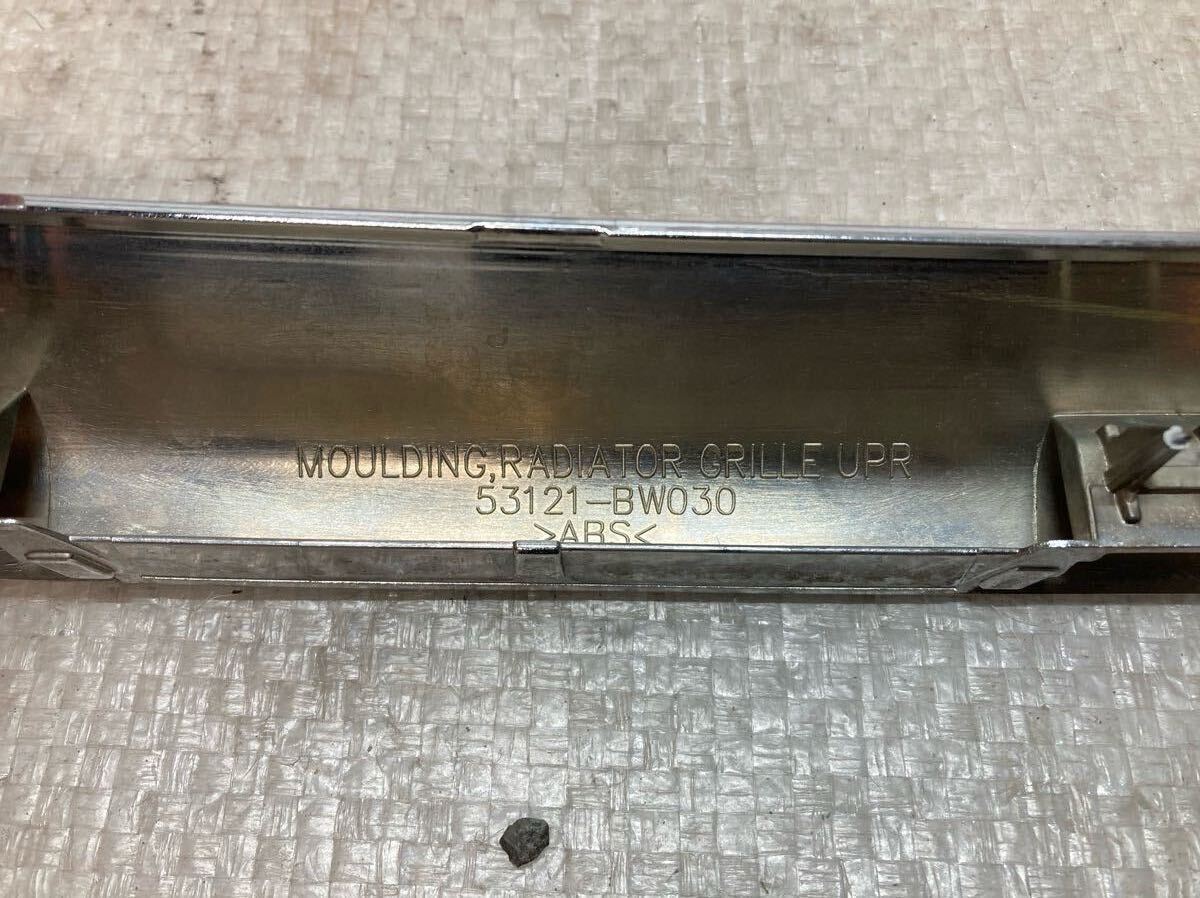 MOULDING,RADIATOR GRILLE UPR
53121-BW030
>ABS<